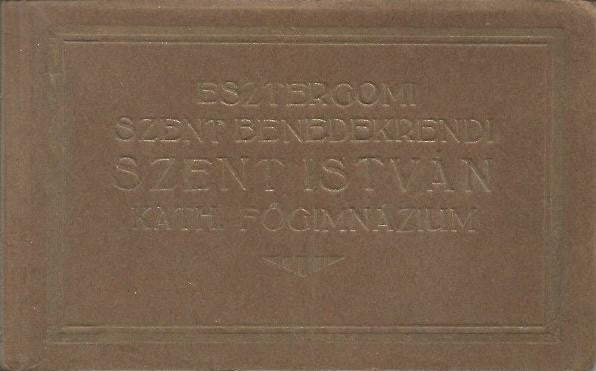 ESZTERGOMI
SZENT BENEDEKRENDI
SZENT ISTVÁN
KATH. FŐGIMNÁZIUM